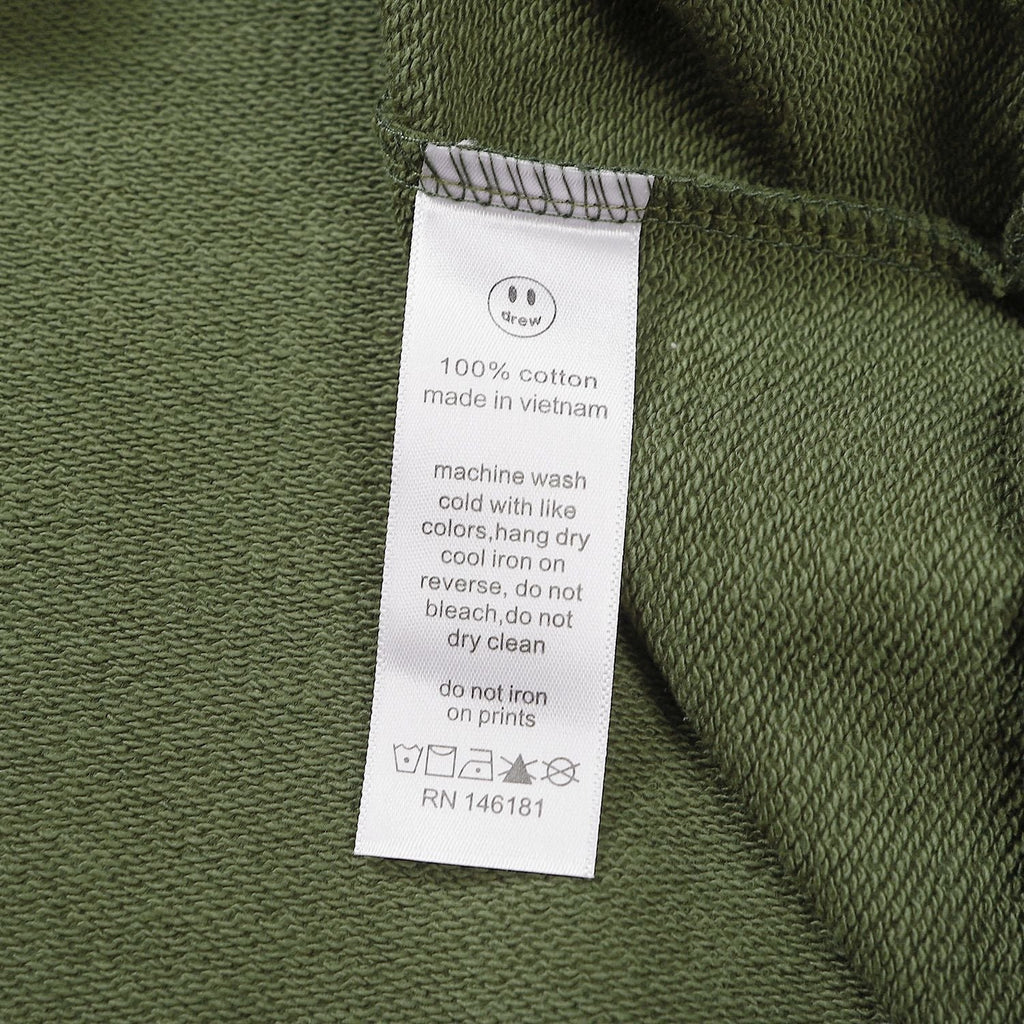 drew
100% cotton
made in vietnam
machine wash
cold with like
colors,hang dry
cool iron on
reverse, do not
bleach,do not
dry clean
do not iron
on prints
RN 146181